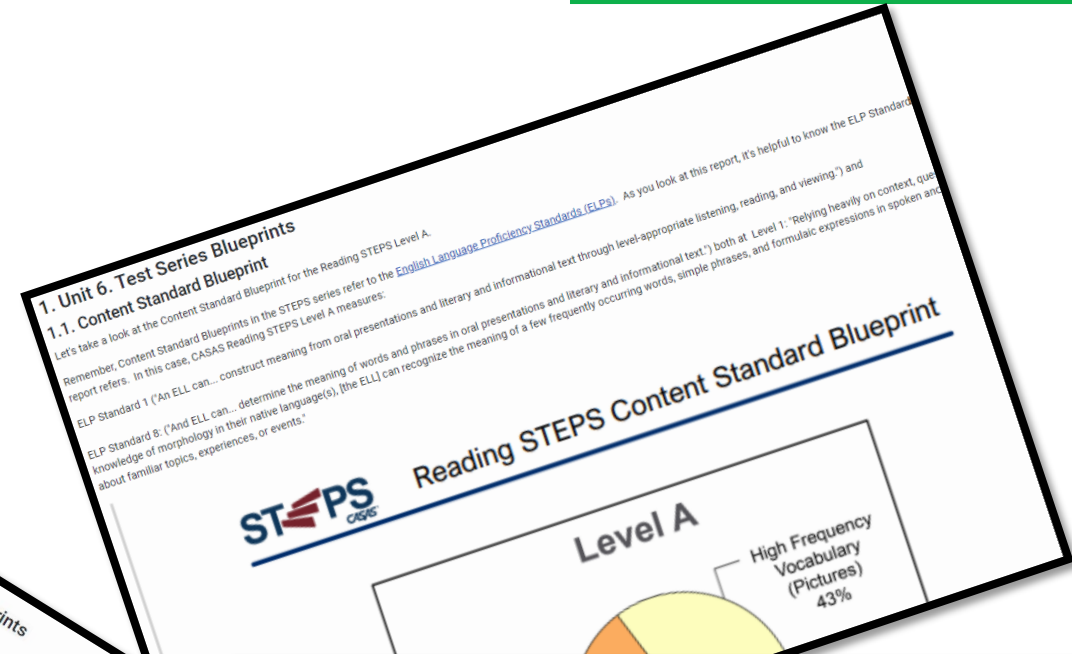 1. Unit 6. Test Series Blueprints
1.1. Content Standard Blueprint
Let's take a look at the Content Standard Blueprint for the Reading STEPS Level A.
Remember, Content Standard Blueprints in the STEPS series refer to the English Language Proficiency Standards (ELPs). As you look at this report, it's helpful to know the ELP Standard
report refers. In this case, CASAS Reading STEPS Level A measures:
ELP Standard 1 ("An ELL can... construct meaning from oral presentations and literary and informational text through level-appropriate listening, reading, and viewing.") and
ELP Standard 8: ("And ELL can... determine the meaning of words and phrases in oral presentations and literary and informational text.") both at Level 1: "Relying heavily on context, que
knowledge of morphology in their native language(s), [the ELL] can recognize the meaning of a few frequently occurring words, simple phrases, and formulaic expressions in spoken and
about familiar topics, experiences, or events."
STEPS
CASAS
Reading STEPS Content Standard Blueprint
Level A
High Frequency
Vocabulary
(Pictures)
43%
ints